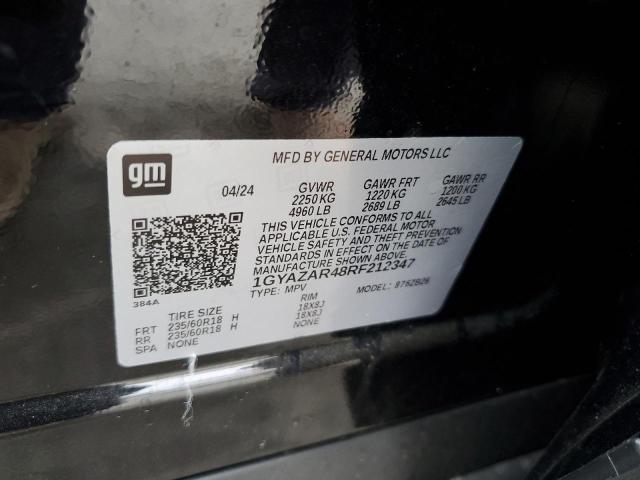 gm
MFD BY GENERAL MOTORS LLC
04/24 GVWR GAWR FRT GAWR RR
2250 KG 1220 KG 1200 KG
4960 LB 2689 LB 2645 LB
THIS VEHICLE CONFORMS TO ALL
APPLICABLE U.S. FEDERAL MOTOR
VEHICLE SAFETY AND THEFT PREVENTION
STANDARDS IN EFFECT ON THE DATE OF
MANUFACTURE SHOWN ABOVE.
1GYAZAR48RF212347
TYPE: MPV MODEL: 876ZB26
384A
TIRE SIZE RIM
FRT 235/60R18 H 18X8J
RR 235/60R18 H 18X8J
SPA NONE NONE